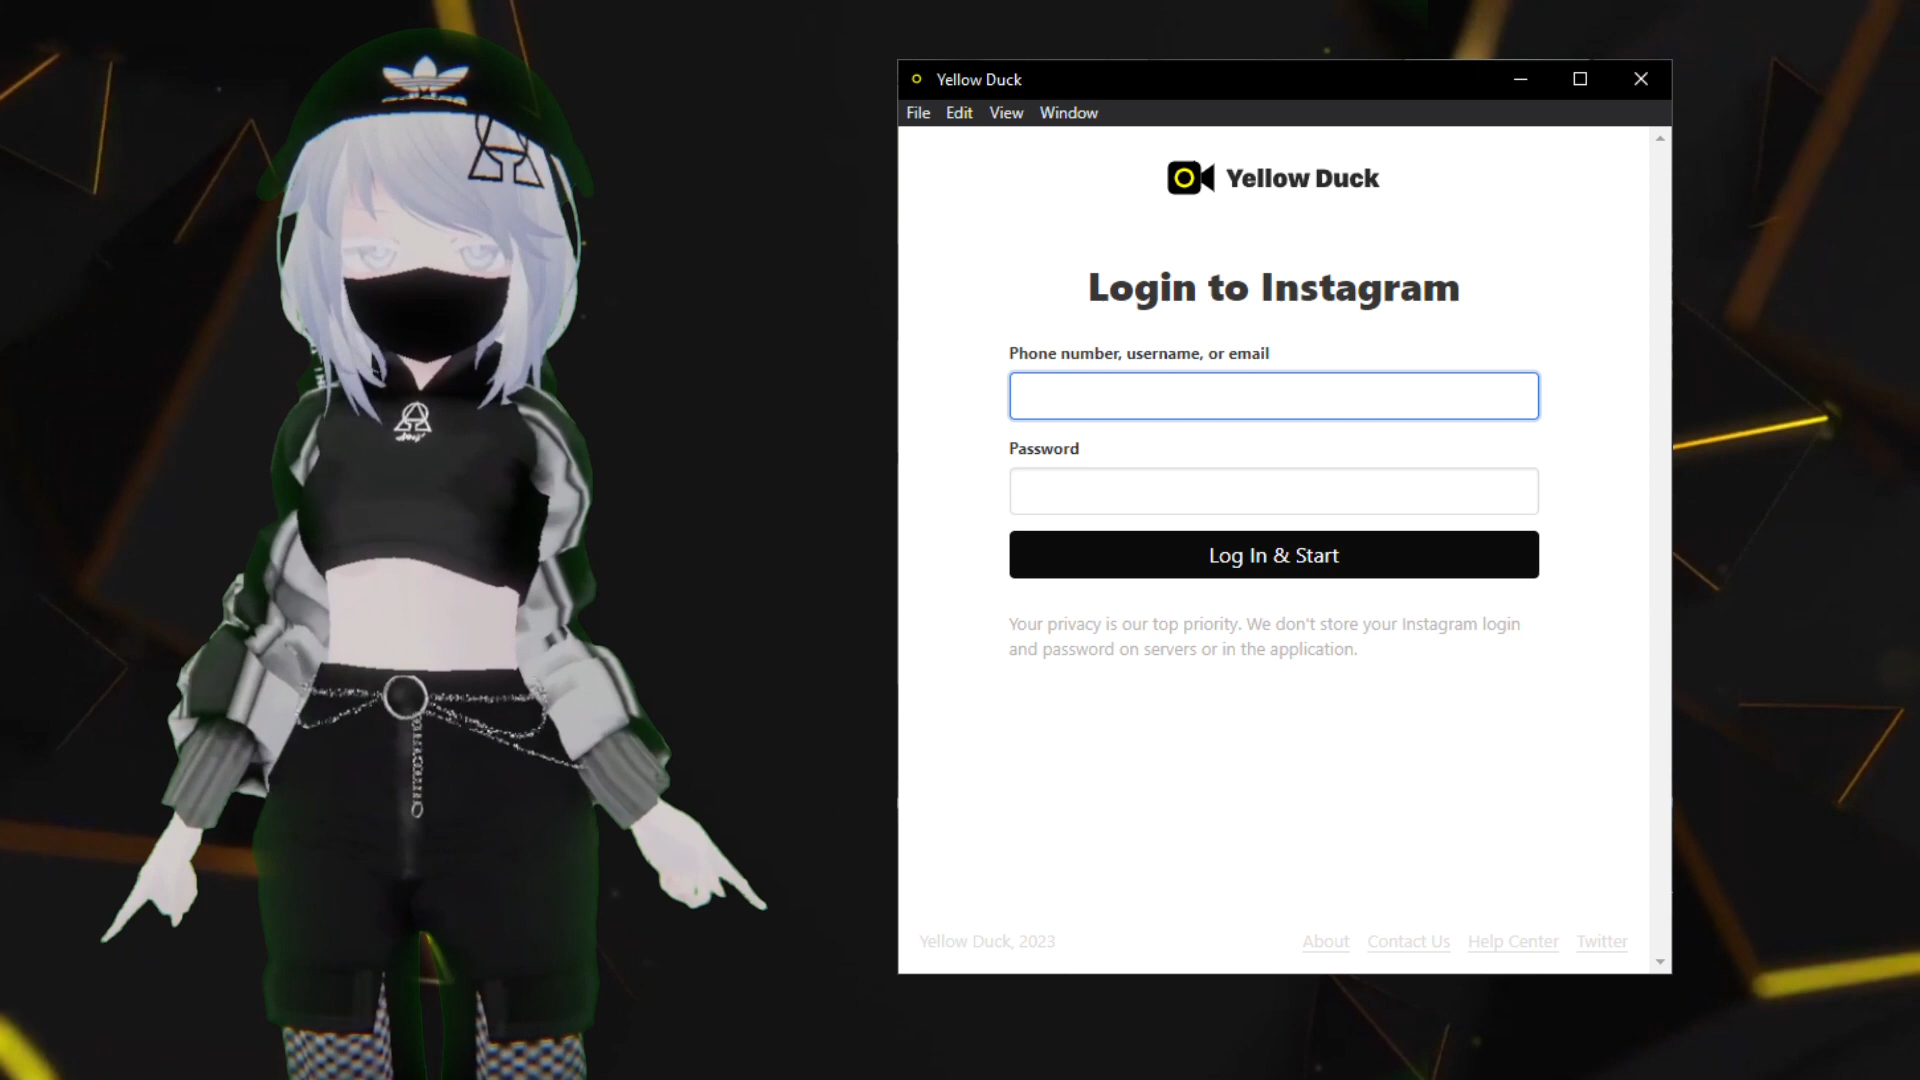 adidas
Yellow Duck
File Edit View Window
Yellow Duck
Login to Instagram
Phone number, username, or email
Password
Log In & Start
Your privacy is our top priority. We don't store your Instagram login
and password on servers or in the application.
Yellow Duck, 2023 About Contact Us Help Center Twitter